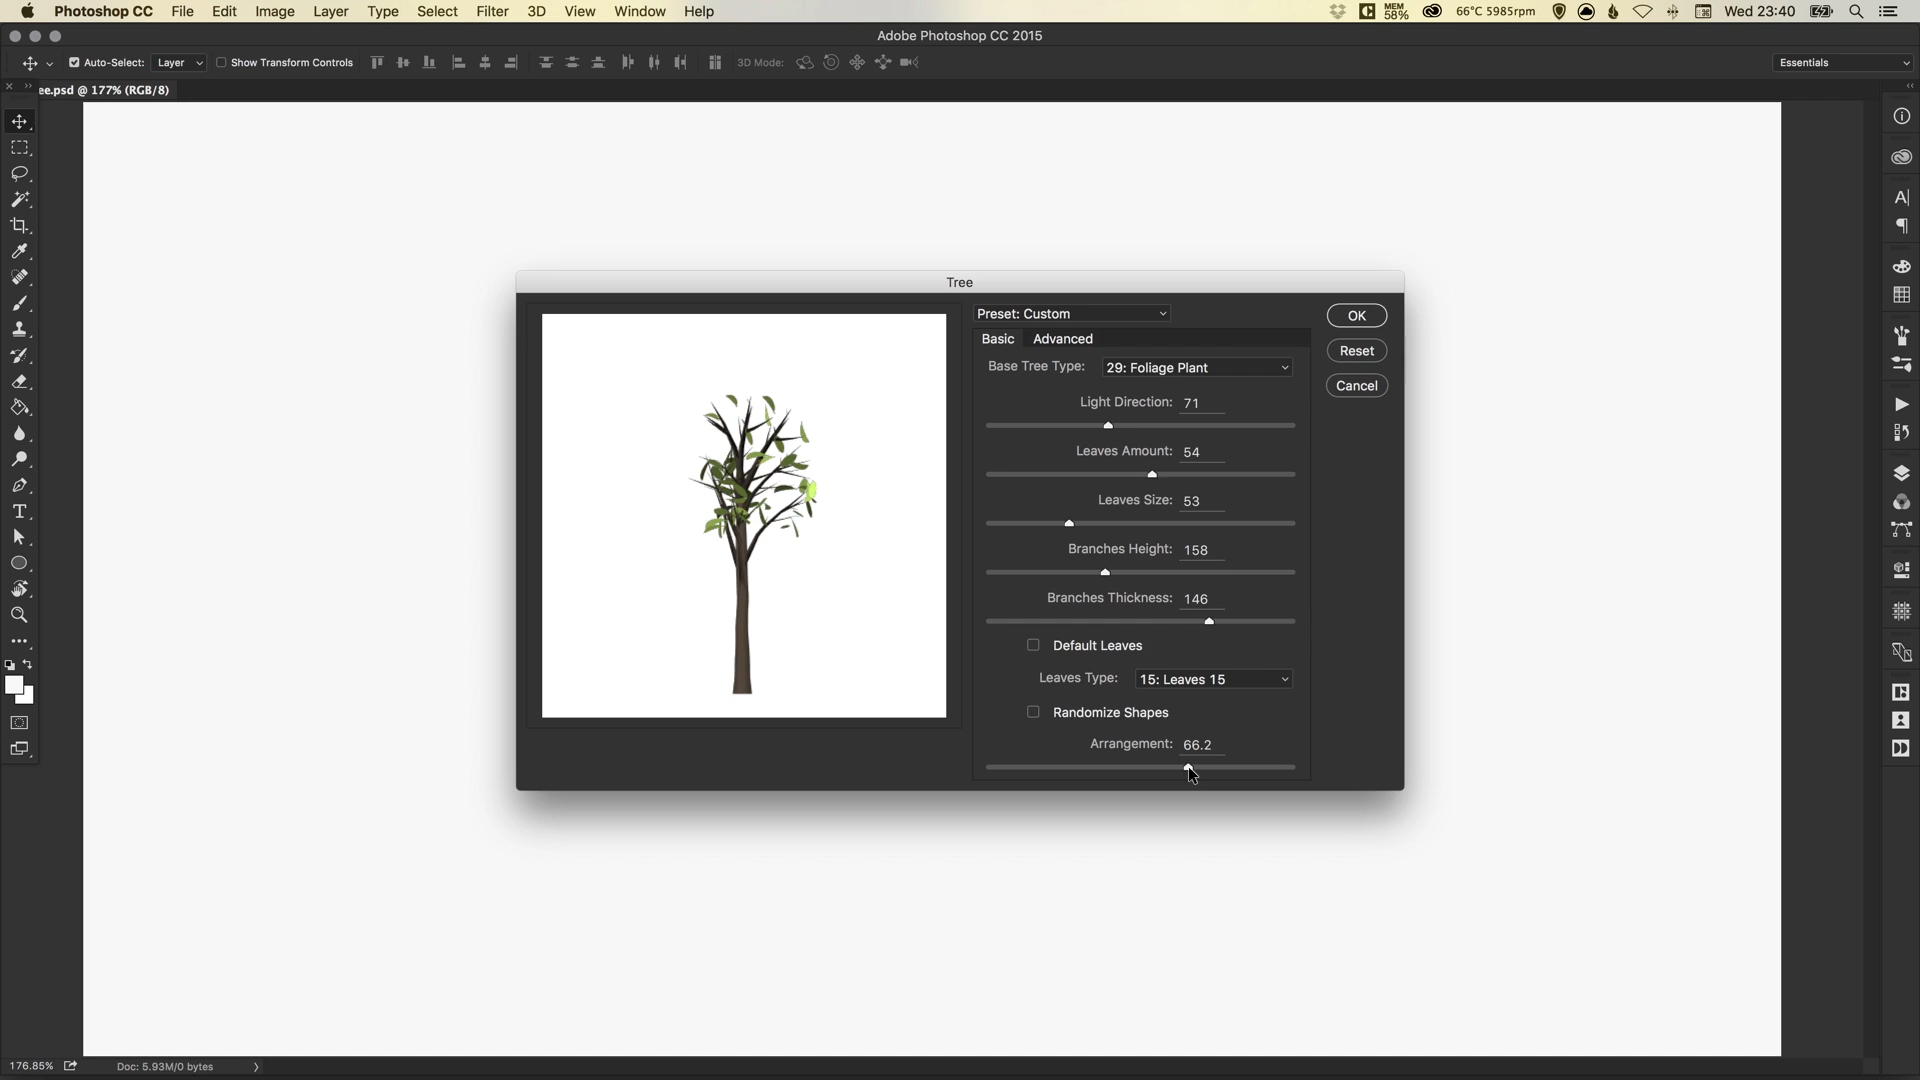 Photoshop CC File Edit Image Layer Type Select Filter 3D View Window Help MEM 58% 66°C 5985rpm Wed 23:40
Adobe Photoshop CC 2015
Auto-Select: Layer Show Transform Controls 3D Mode: Essentials
ee.psd @ 177% (RGB/8)
Tree
Preset: Custom
OK
Basic Advanced
Reset
Base Tree Type: 29: Foliage Plant
Cancel
Light Direction: 71
Leaves Amount: 54
Leaves Size: 53
Branches Height: 158
Branches Thickness: 146
Default Leaves
Leaves Type: 15: Leaves 15
Randomize Shapes
Arrangement: 66.2
176.85% Doc: 5.93M/0 bytes